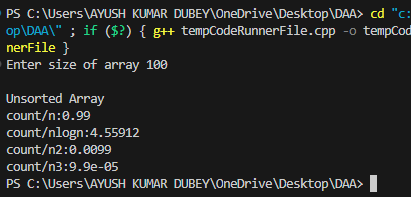 PS C:\Users\AYUSH KUMAR DUBEY\OneDrive\Desktop\DAA> cd "c:
op\DAA\" ; if ($?) { g++ tempCodeRunnerFile.cpp -o tempCod
nerFile }
Enter size of array 100
Unsorted Array
count/n:0.99
count/nlogn:4.55912
count/n2:0.0099
count/n3:9.9e-05
PS C:\Users\AYUSH KUMAR DUBEY\OneDrive\Desktop\DAA>